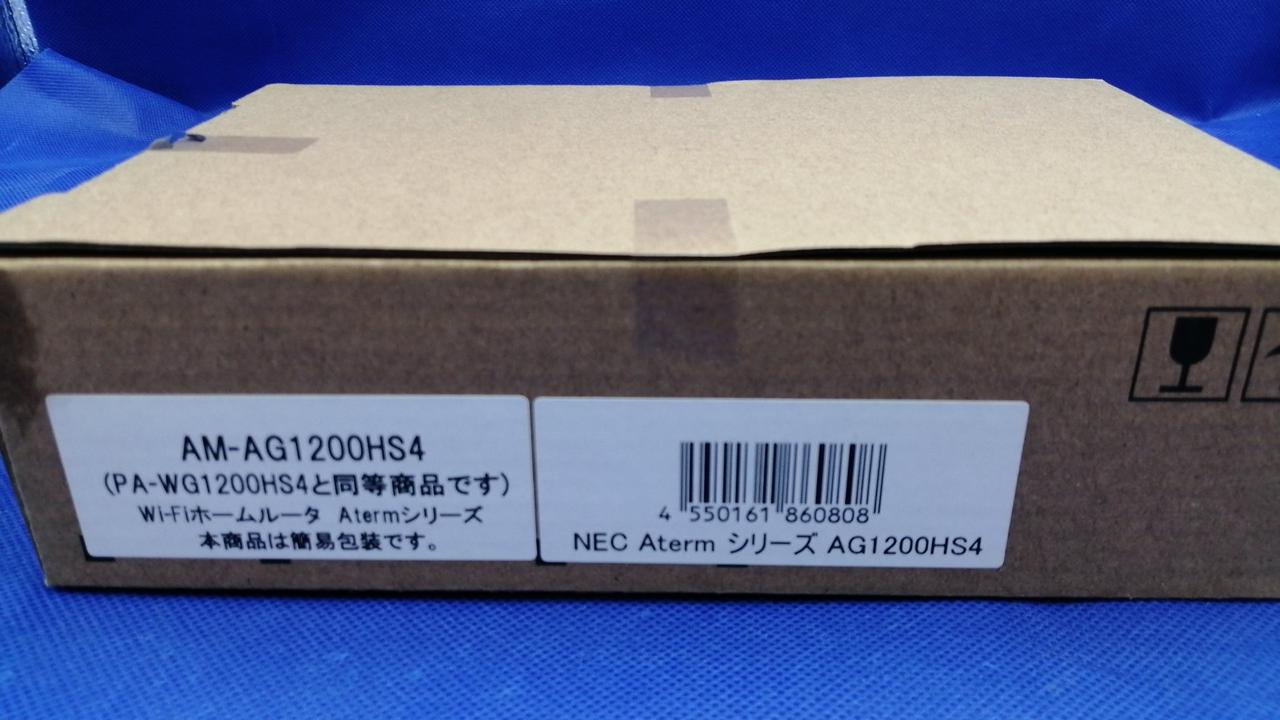 AM-AG1200HS4
(PA-WG1200HS4と同等商品です)
Wi-Fiホームルータ Atermシリーズ
本商品は簡易包装です。
4 550161 860808
NEC Aterm シリーズ AG1200HS4